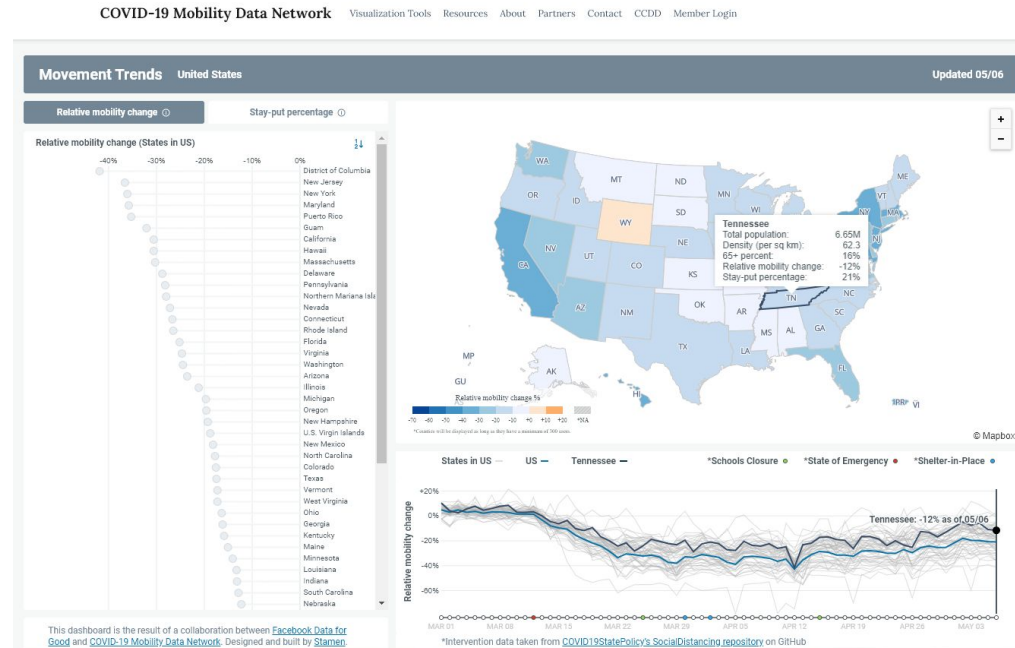 COVID-19 Mobility Data Network Visualization Tools Resources About Partners Contact CCDD Member Login
Movement Trends United States Updated 05/06
Relative mobility change Stay-put percentage
Relative mobility change (States in US)
-40% -30% -20% -10% 0%
District of Columbia
New Jersey
New York
Maryland
Puerto Rico
Guam
California
Hawaii
Massachusetts
Delaware
Pennsylvania
Northern Mariana Isla
Nevada
Connecticut
Rhode Island
Florida
Virginia
Washington
Arizona
Illinois
Michigan
Oregon
New Hampshire
U.S. Virgin Islands
New Mexico
North Carolina
Colorado
Texas
Vermont
West Virginia
Ohio
Georgia
Kentucky
Maine
Minnesota
Louisiana
Indiana
South Carolina
Nebraska
This dashboard is the result of a collaboration between Facebook Data for
Good and COVID-19 Mobility Data Network. Designed and built by Stamen.
+
−
WA
MT
ND
MN
ME
OR
ID
WY
SD
WI
VT
NY
MA
NV
UT
CO
NE
NJ
CA
KS
AZ
NM
OK
AR
TN
NC
SC
MS
AL
GA
TX
LA
FL
MP
GU
AK
HI
VI
Tennessee
Total population: 6.65M
Density (per sq km): 62.3
65+ percent: 16%
Relative mobility change: -12%
Stay-put percentage: 21%
Relative mobility change %
© Mapbox
States in US US Tennessee *Schools Closure *State of Emergency *Shelter-in-Place
Relative mobility change
+20%
0%
-20%
-40%
-60%
Tennessee: -12% as of 05/06
MAR 01 MAR 08 MAR 15 MAR 22 MAR 29 APR 05 APR 12 APR 19 APR 26 MAY 03
*Intervention data taken from COVID19StatePolicy's SocialDistancing repository on GitHub